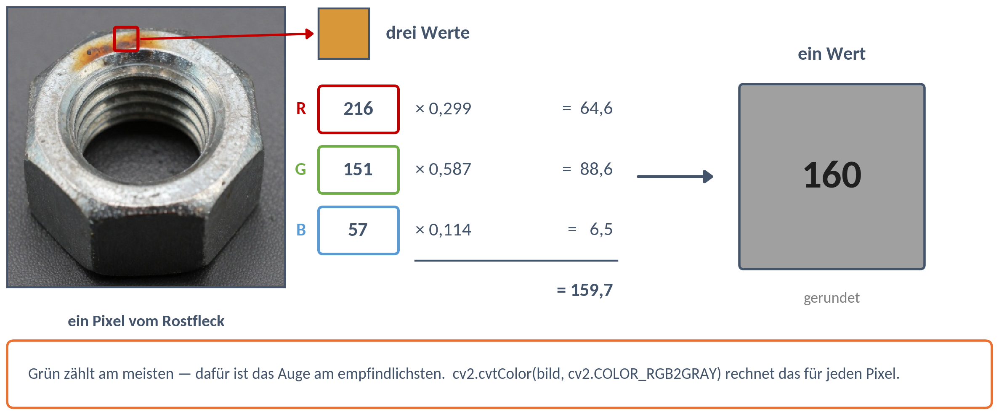 drei Werte
ein Wert
R 216 × 0,299 = 64,6
G 151 × 0,587 = 88,6
B 57 × 0,114 = 6,5
= 159,7
160
gerundet
ein Pixel vom Rostfleck
Grün zählt am meisten — dafür ist das Auge am empfindlichsten. cv2.cvtColor(bild, cv2.COLOR_RGB2GRAY) rechnet das für jeden Pixel.